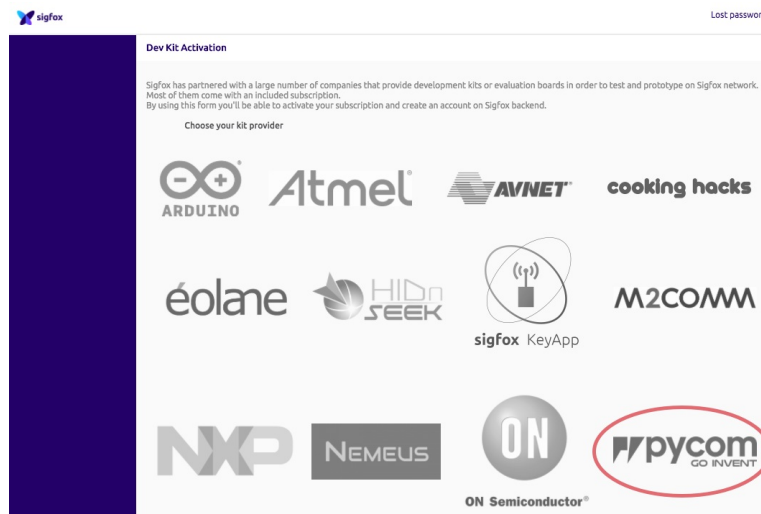 sigfox
Lost passwor
Dev Kit Activation
Sigfox has partnered with a large number of companies that provide development kits or evaluation boards in order to test and prototype on Sigfox network.
Most of them come with an included subscription.
By using this form you'll be able to activate your subscription and create an account on Sigfox backend.
Choose your kit provider
ARDUINO
Atmel
AVNET
cooking hacks
éolane
HIDn
SEEK
sigfox KeyApp
M2COMM
NXP
NEMEUS
ON
ON Semiconductor®
pycom
GO INVENT